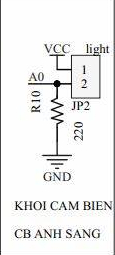 VCC light
1
A0
2
R10
JP2
220
GND
KHOI CAM BIEN
CB ANH SANG